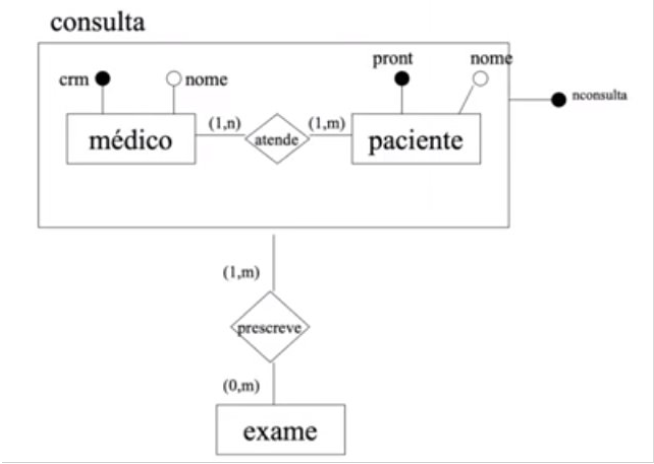 consulta
crm
nome
pront
nome
nconsulta
médico
(1,n)
atende
(1,m)
paciente
(1,m)
prescreve
(0,m)
exame